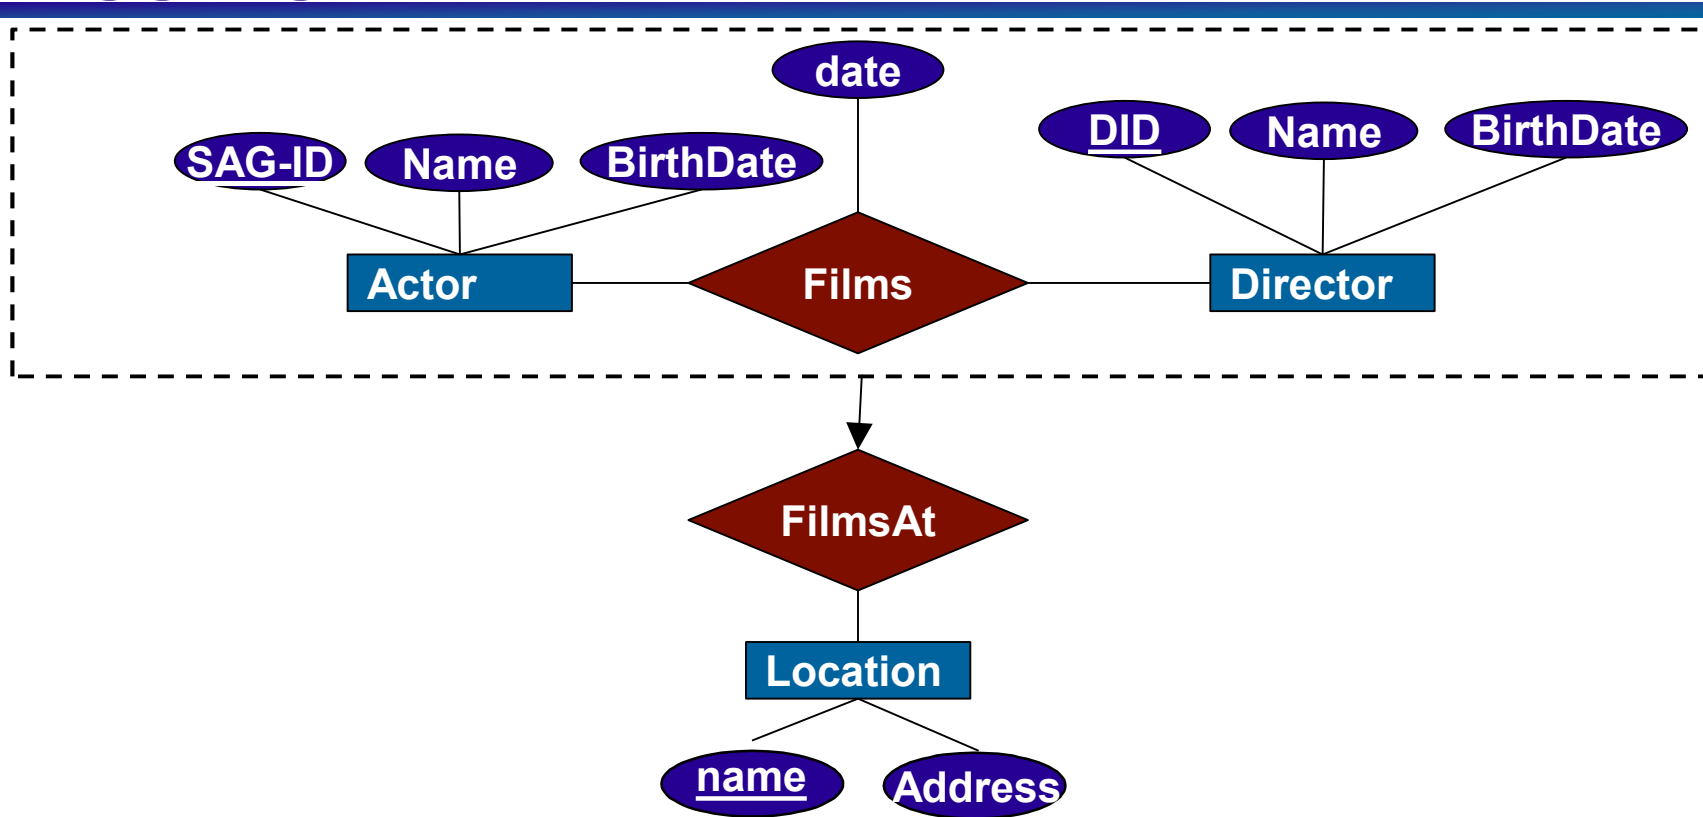 date
DID Name BirthDate
SAG-ID Name BirthDate
Actor Films Director
FilmsAt
Location
name Address